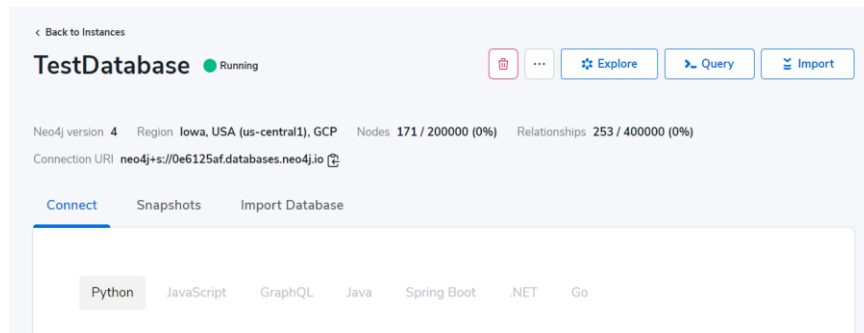 Back to Instances
TestDatabase Running
Explore Query Import
Neo4j version 4 Region Iowa, USA (us-central1), GCP Nodes 171 / 200000 (0%) Relationships 253 / 400000 (0%)
Connection URI neo4j+s://0e6125af.databases.neo4j.io
Connect Snapshots Import Database
Python JavaScript GraphQL Java Spring Boot .NET Go